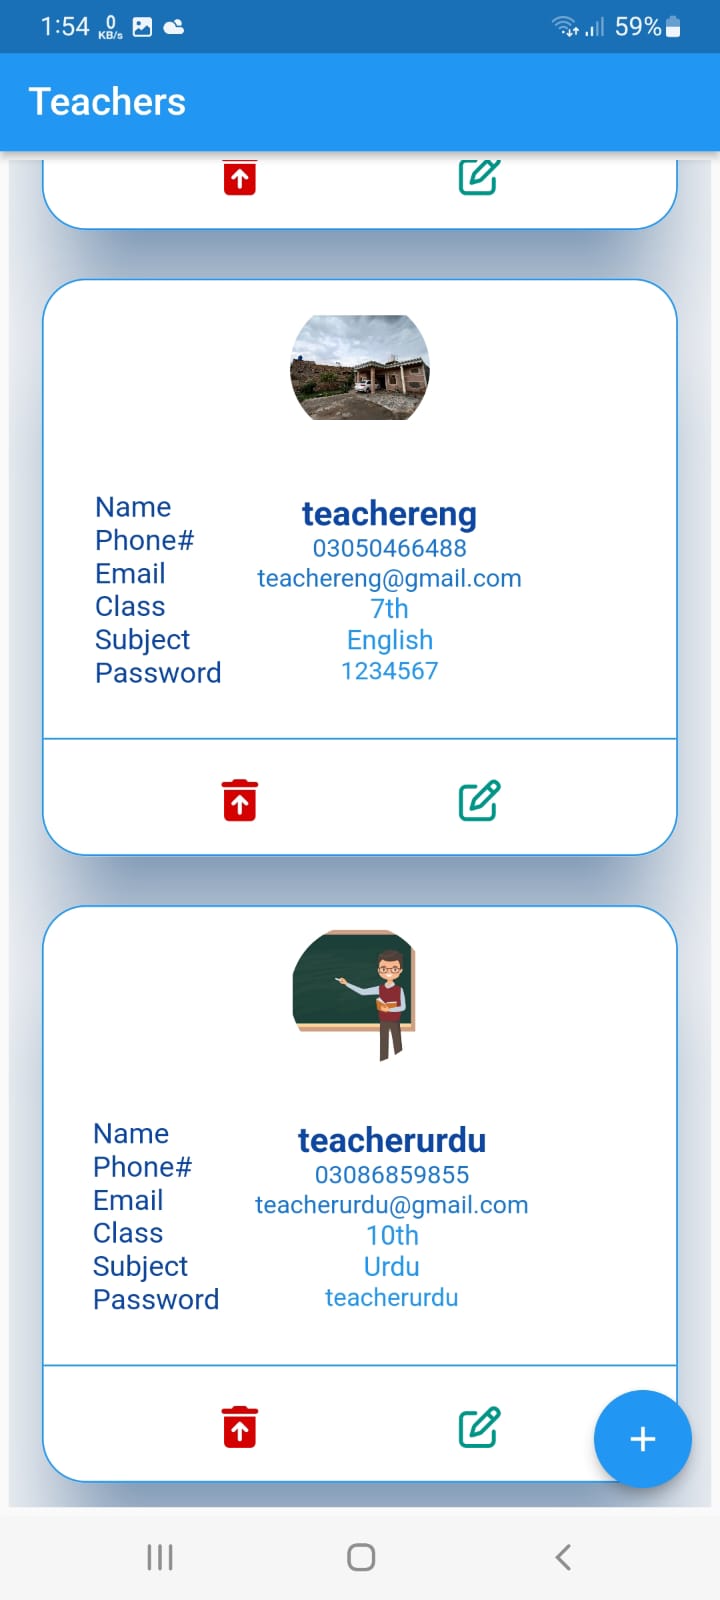 1:54 0 KB/s 59%
Teachers
Name teachereng
Phone# 03050466488
Email teachereng@gmail.com
Class 7th
Subject English
Password 1234567
Name teacherurdu
Phone# 03086859855
Email teacherurdu@gmail.com
Class 10th
Subject Urdu
Password teacherurdu